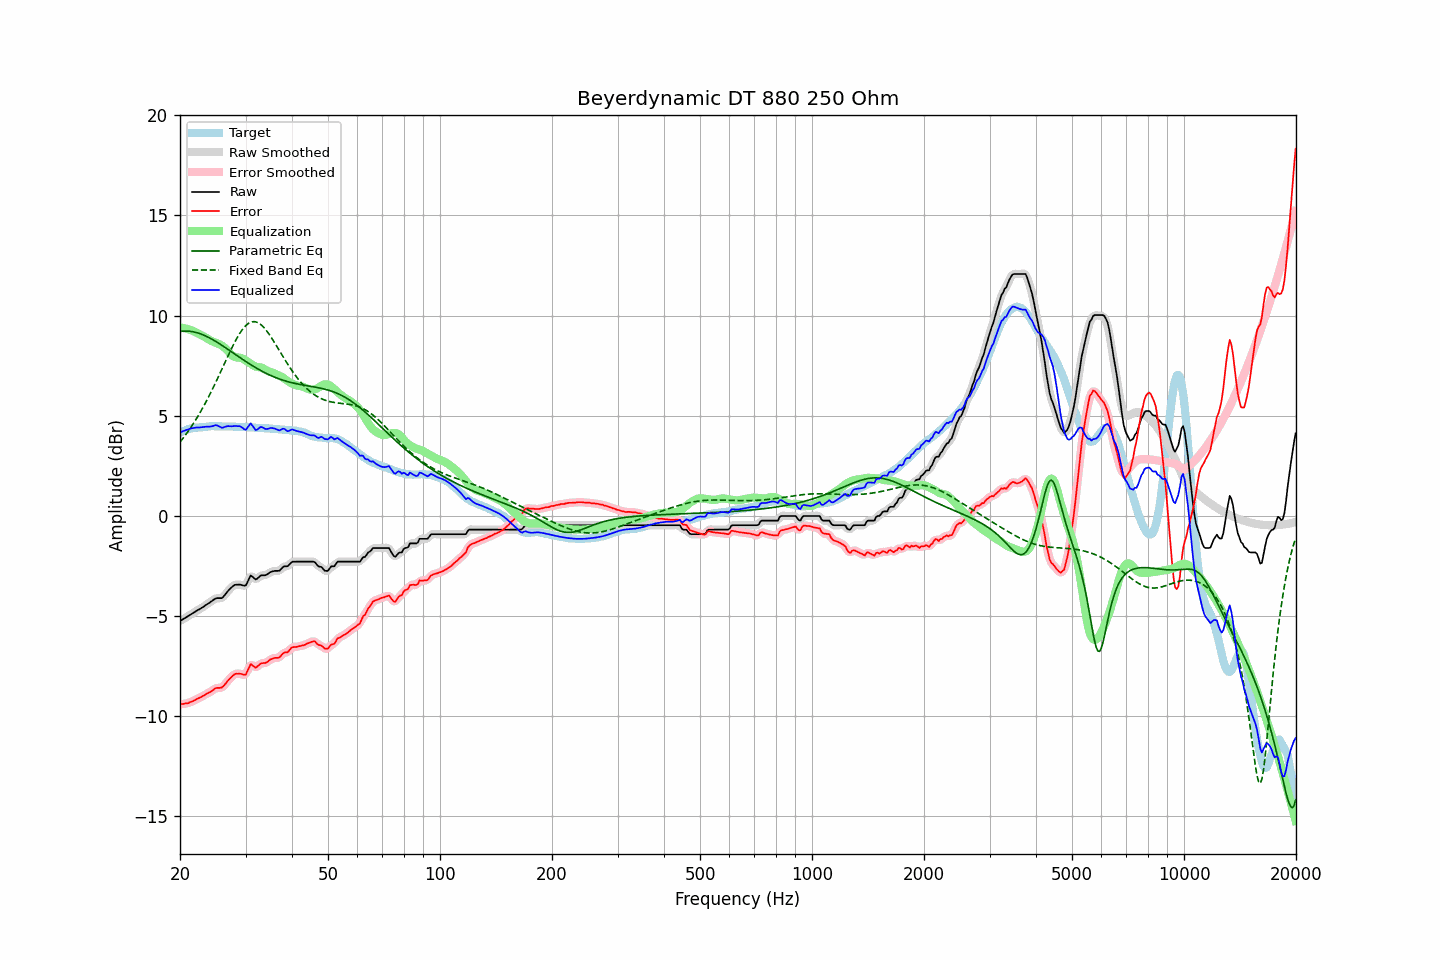 Beyerdynamic DT 880 250 Ohm
Target
Raw Smoothed
Error Smoothed
Raw
Error
Equalization
Parametric Eq
Fixed Band Eq
Equalized
Amplitude (dBr)
20
15
10
5
0
−5
−10
−15
20
50
100
200
500
1000
2000
5000
10000
20000
Frequency (Hz)